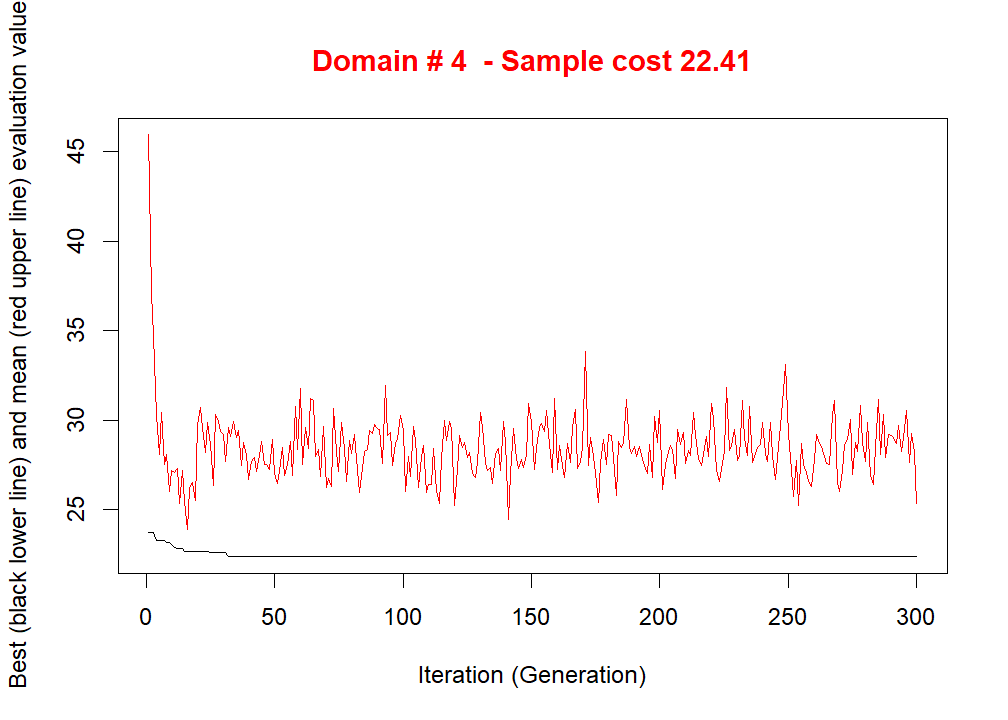 Domain # 4  - Sample cost 22.41
Best (black lower line) and mean (red upper line) evaluation value
45
40
35
30
25
0 50 100 150 200 250 300
Iteration (Generation)